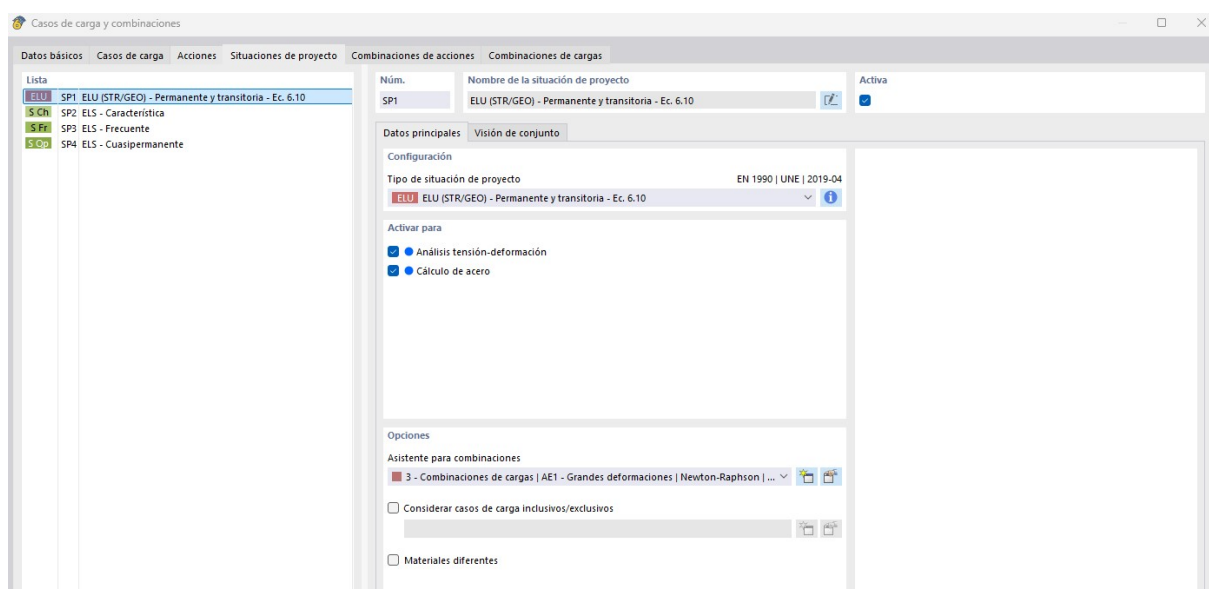 Casos de carga y combinaciones
Datos básicos Casos de carga Acciones Situaciones de proyecto Combinaciones de acciones Combinaciones de cargas
Lista
ELU SP1 ELU (STR/GEO) - Permanente y transitoria - Ec. 6.10
S Ch SP2 ELS - Característica
S Fr SP3 ELS - Frecuente
S Qp SP4 ELS - Cuasipermanente
Núm. Nombre de la situación de proyecto Activa
SP1 ELU (STR/GEO) - Permanente y transitoria - Ec. 6.10
Datos principales Visión de conjunto
Configuración
Tipo de situación de proyecto EN 1990 | UNE | 2019-04
ELU ELU (STR/GEO) - Permanente y transitoria - Ec. 6.10
Activar para
Análisis tensión-deformación
Cálculo de acero
Opciones
Asistente para combinaciones
3 - Combinaciones de cargas | AE1 - Grandes deformaciones | Newton-Raphson | ...
Considerar casos de carga inclusivos/exclusivos
Materiales diferentes